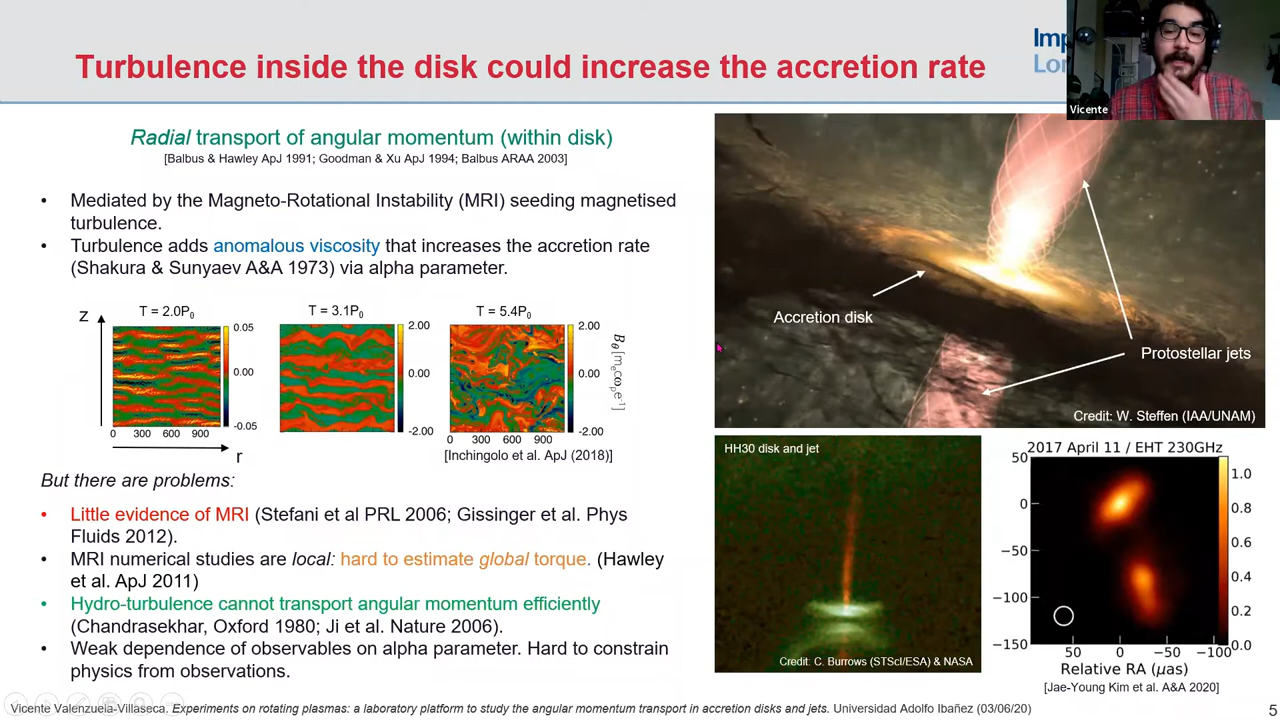 Turbulence inside the disk could increase the accretion rate
Vicente
Radial transport of angular momentum (within disk)
[Balbus & Hawley ApJ 1991; Goodman & Xu ApJ 1994; Balbus ARAA 2003]
• Mediated by the Magneto-Rotational Instability (MRI) seeding magnetised
turbulence.
• Turbulence adds anomalous viscosity that increases the accretion rate
(Shakura & Sunyaev A&A 1973) via alpha parameter.
T = 2.0P₀
T = 3.1P₀
T = 5.4P₀
z
0.05
0.00
-0.05
0 300 600 900
r
2.00
0.00
-2.00
2.00
0.00
-2.00
0 300 600 900
[Inchingolo et al. ApJ (2018)]
But there are problems:
• Little evidence of MRI (Stefani et al PRL 2006; Gissinger et al. Phys
Fluids 2012).
• MRI numerical studies are local: hard to estimate global torque. (Hawley
et al. ApJ 2011)
• Hydro-turbulence cannot transport angular momentum efficiently
(Chandrasekhar, Oxford 1980; Ji et al. Nature 2006).
• Weak dependence of observables on alpha parameter. Hard to constrain
physics from observations.
Accretion disk
Protostellar jets
Credit: W. Steffen (IAA/UNAM)
HH30 disk and jet
Credit: C. Burrows (STScI/ESA) & NASA
2017 April 11 / EHT 230GHz
50
0
−50
−100
−150
50 0 −50 −100
1.0
0.8
0.6
0.4
0.2
0.0
Relative RA (μas)
[Jae-Young Kim et al. A&A 2020]
Vicente Valenzuela-Villaseca. Experiments on rotating plasmas: a laboratory platform to study the angular momentum transport in accretion disks and jets. Universidad Adolfo Ibañez (03/06/20)
5